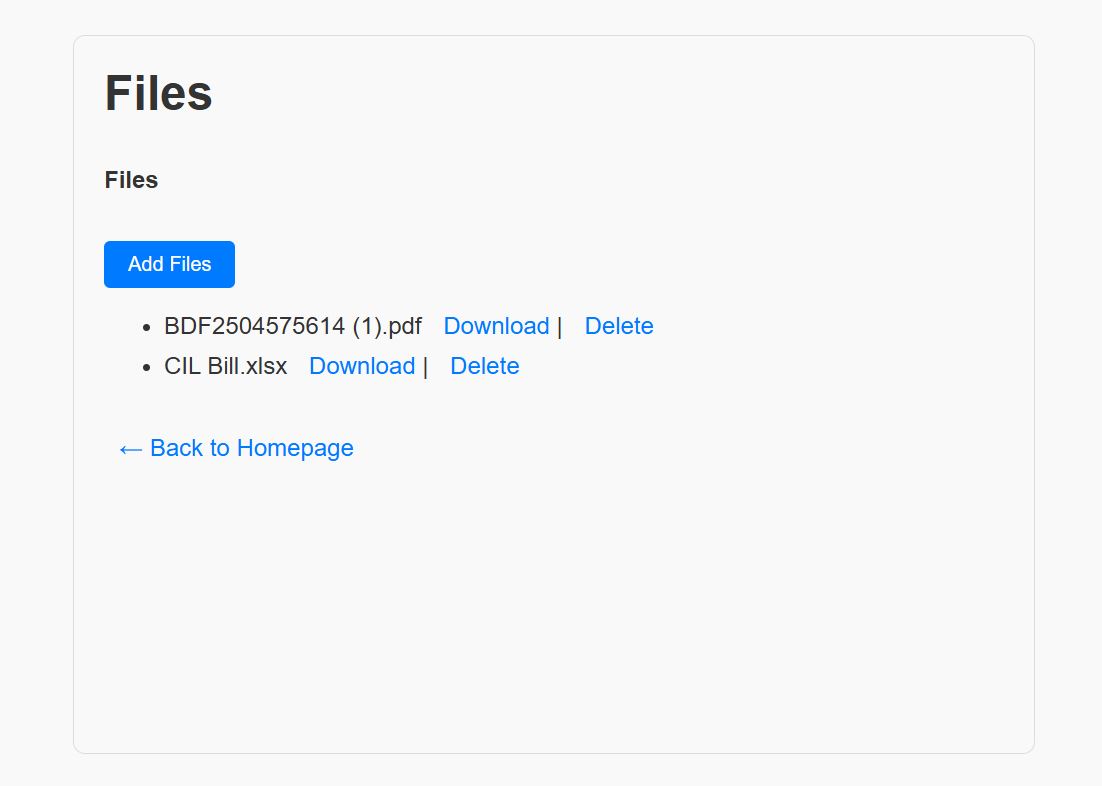 Files
Files
Add Files
• BDF2504575614 (1).pdf Download | Delete
• CIL Bill.xlsx Download | Delete
← Back to Homepage